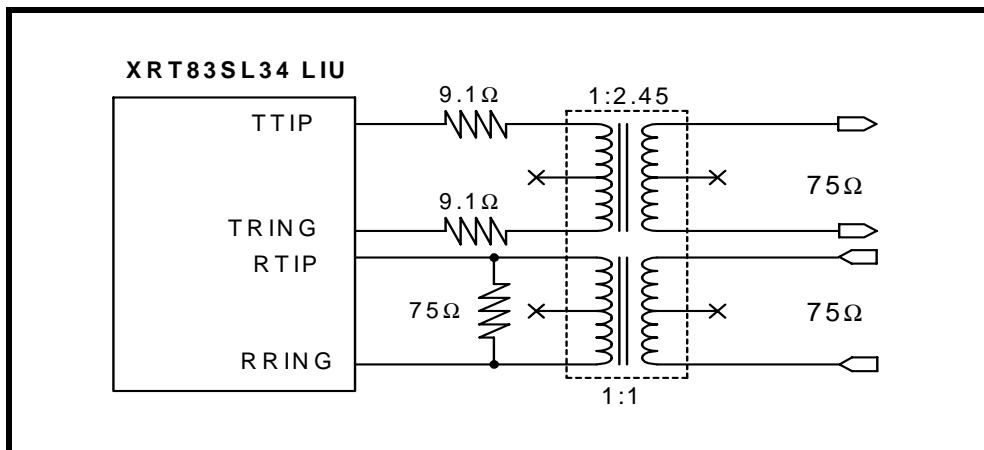 XRT83SL34 LIU
9.1Ω
1:2.45
TTIP
75Ω
9.1Ω
TRING
RTIP
75Ω
75Ω
RRING
1:1